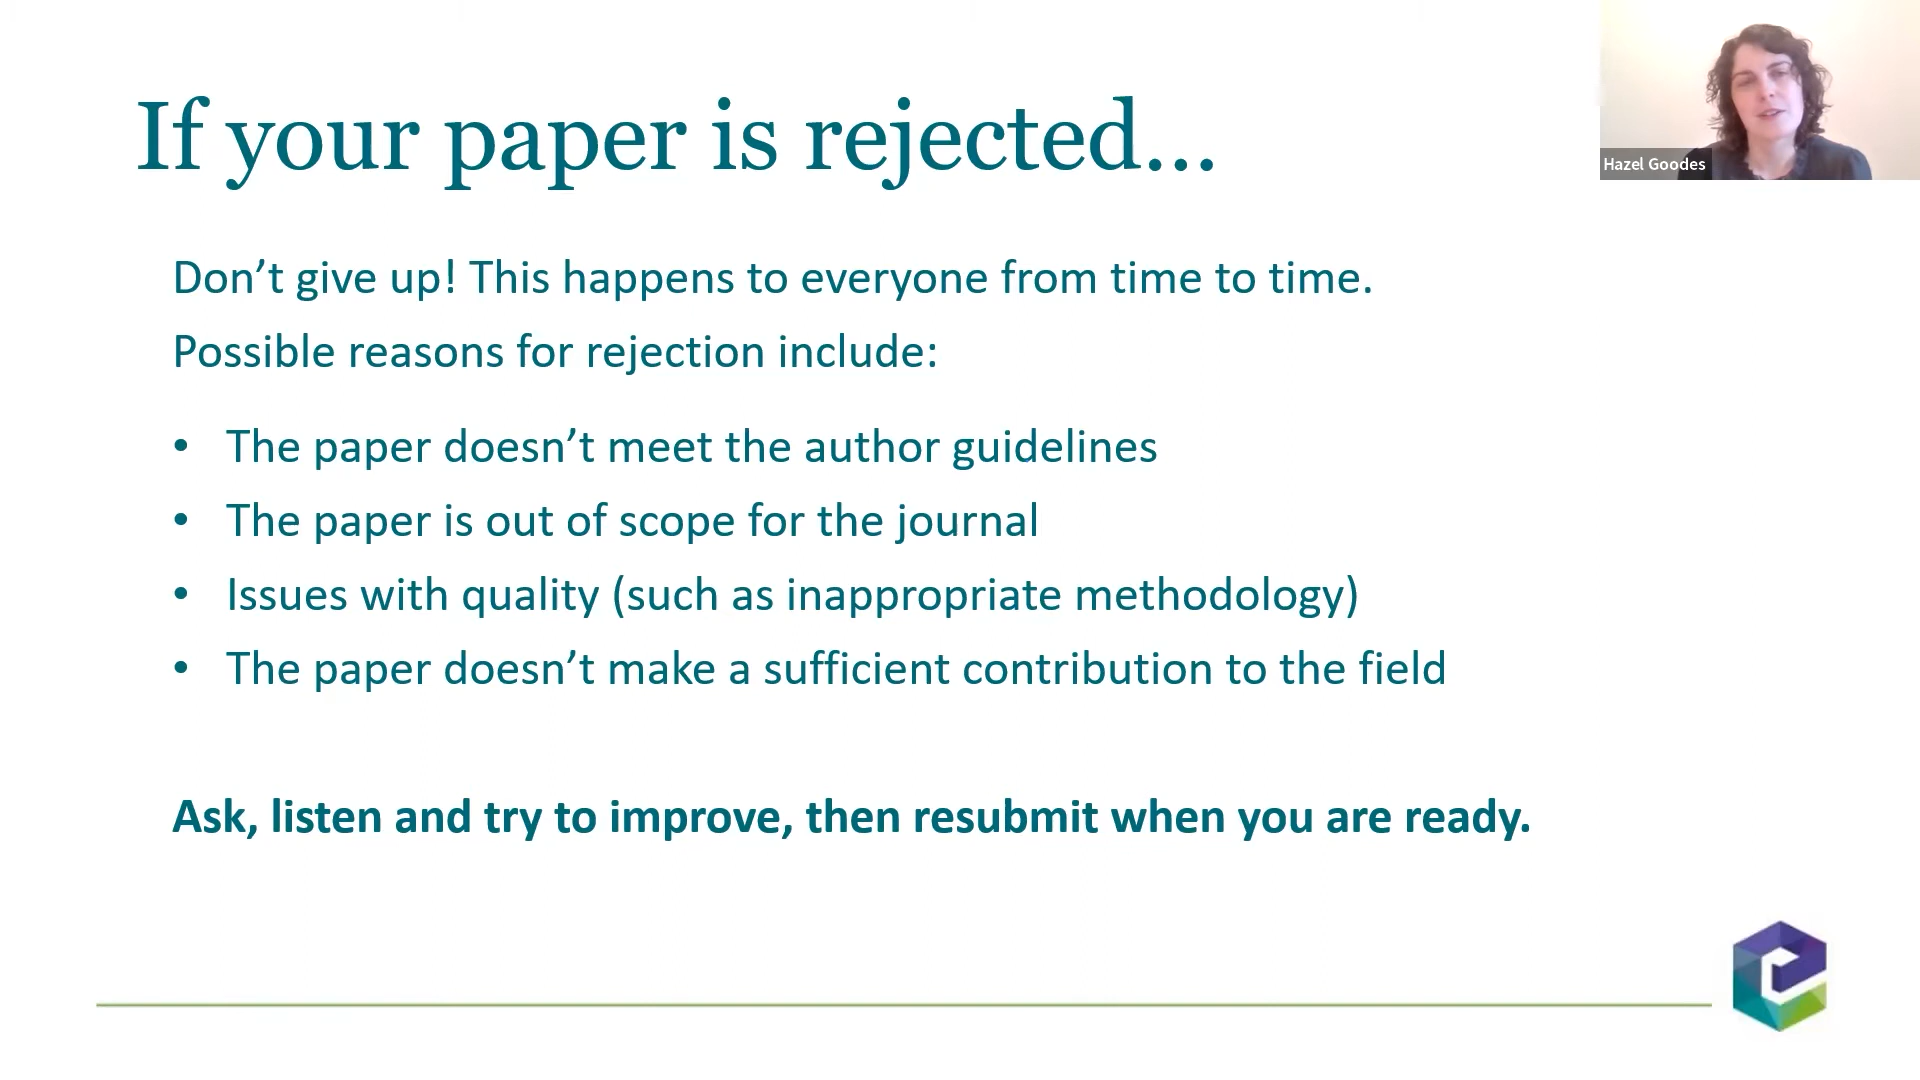 If your paper is rejected...
Hazel Goodes
Don’t give up! This happens to everyone from time to time.
Possible reasons for rejection include:
• The paper doesn’t meet the author guidelines
• The paper is out of scope for the journal
• Issues with quality (such as inappropriate methodology)
• The paper doesn’t make a sufficient contribution to the field
Ask, listen and try to improve, then resubmit when you are ready.